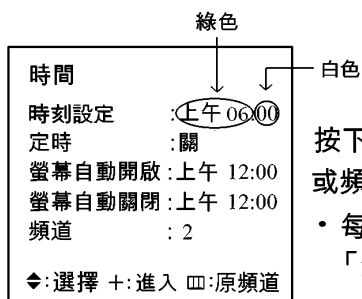 綠色
白色
時間
時刻設定 :上午 06:00
定時 :關
螢幕自動開啟:上午 12:00
螢幕自動關閉:上午 12:00
頻道 : 2
:選擇 +:進入 :原頻道
按下
或頻
• 每